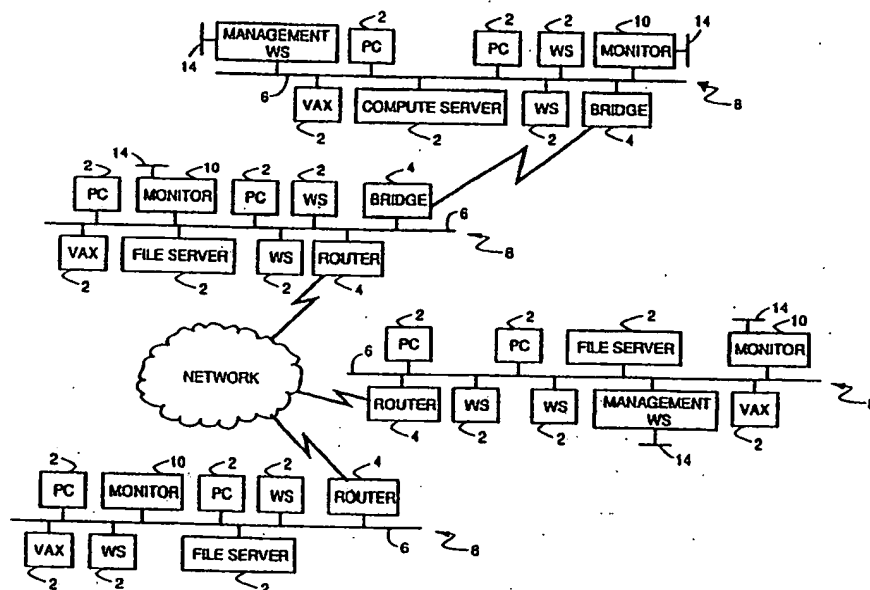 2 2 2 10 14
MANAGEMENT WS PC PC WS MONITOR
14
6 8
VAX COMPUTE SERVER WS BRIDGE
2 2 2 4
14
2 10 2 2 4
PC MONITOR PC WS BRIDGE
6
8
VAX FILE SERVER WS ROUTER
2 2 2 4
14
2 2 2 10
PC PC FILE SERVER MONITOR
6
NETWORK
8
ROUTER WS WS MANAGEMENT WS VAX
4 2 2 2
14
2 10 2 2 4
PC MONITOR PC WS ROUTER
6 8
VAX WS FILE SERVER
2 2 2